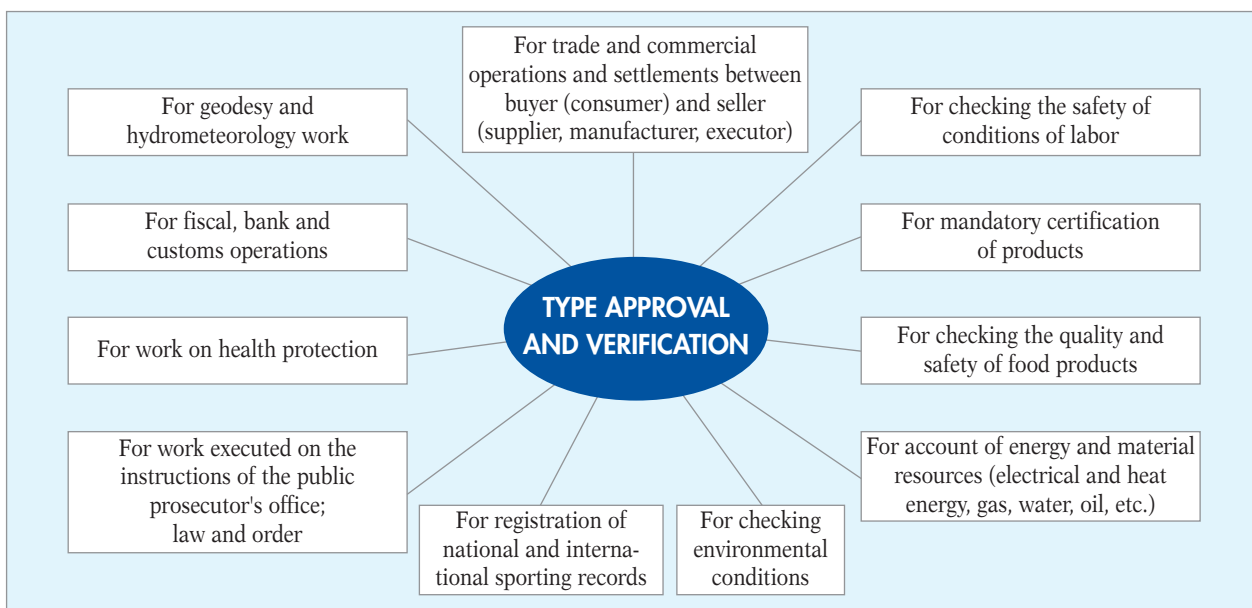 For trade and commercial
operations and settlements between
buyer (consumer) and seller
(supplier, manufacturer, executor)
For geodesy and
hydrometeorology work
For checking the safety of
conditions of labor
For fiscal, bank and
customs operations
For mandatory certification
of products
TYPE APPROVAL
AND VERIFICATION
For work on health protection
For checking the quality and
safety of food products
For work executed on the
instructions of the public
prosecutor's office;
law and order
For account of energy and material
resources (electrical and heat
energy, gas, water, oil, etc.)
For registration of
national and interna-
tional sporting records
For checking
environmental
conditions